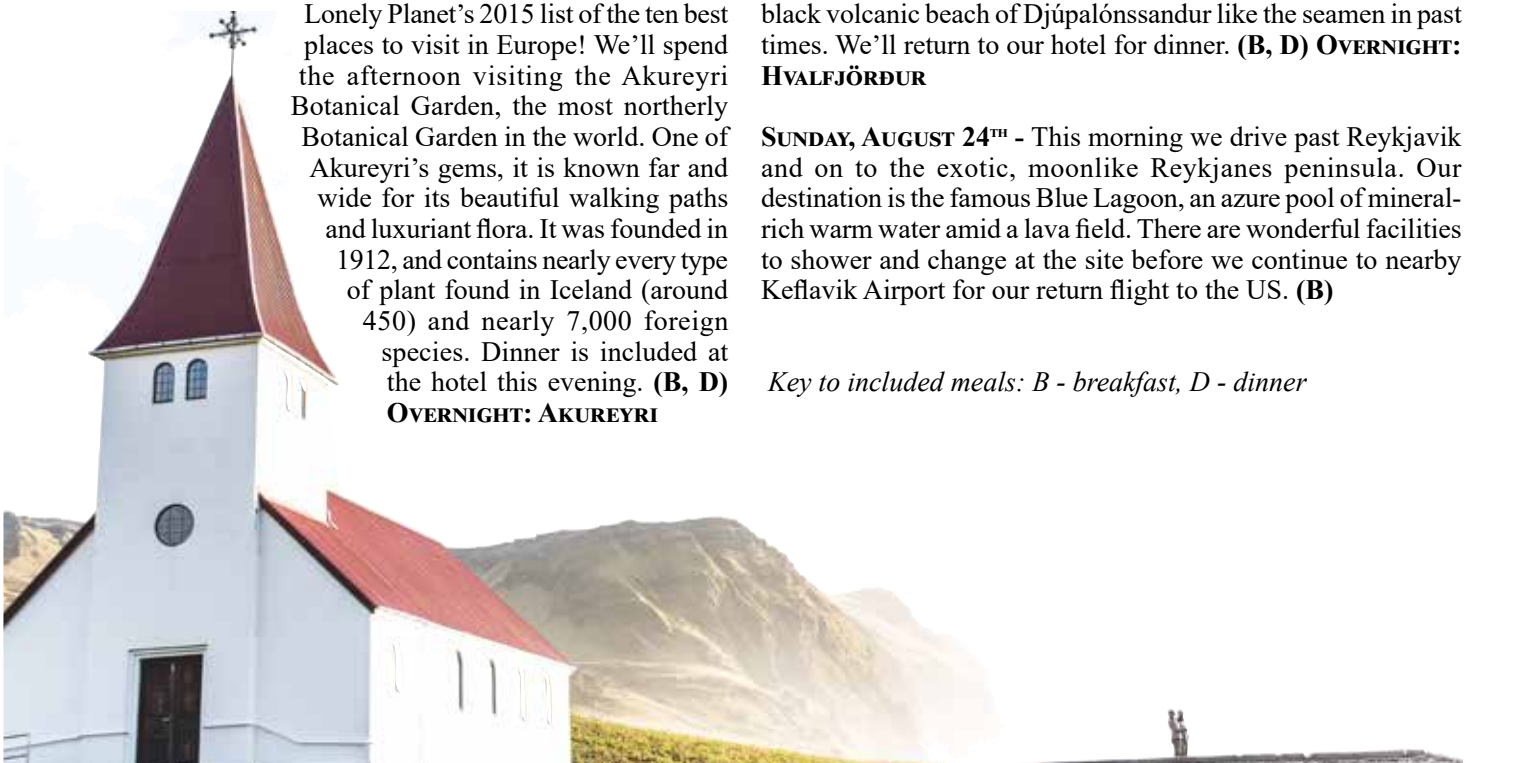 Lonely Planet’s 2015 list of the ten best
places to visit in Europe! We’ll spend
the afternoon visiting the Akureyri
Botanical Garden, the most northerly
Botanical Garden in the world. One of
Akureyri’s gems, it is known far and
wide for its beautiful walking paths
and luxuriant flora. It was founded in
1912, and contains nearly every type
of plant found in Iceland (around
450) and nearly 7,000 foreign
species. Dinner is included at
the hotel this evening. (B, D)
Overnight: Akureyri
black volcanic beach of Djúpalónssandur like the seamen in past
times. We’ll return to our hotel for dinner. (B, D) Overnight:
Hvalfjörður
Sunday, August 24th - This morning we drive past Reykjavik
and on to the exotic, moonlike Reykjanes peninsula. Our
destination is the famous Blue Lagoon, an azure pool of mineral-
rich warm water amid a lava field. There are wonderful facilities
to shower and change at the site before we continue to nearby
Keflavik Airport for our return flight to the US. (B)
Key to included meals: B - breakfast, D - dinner